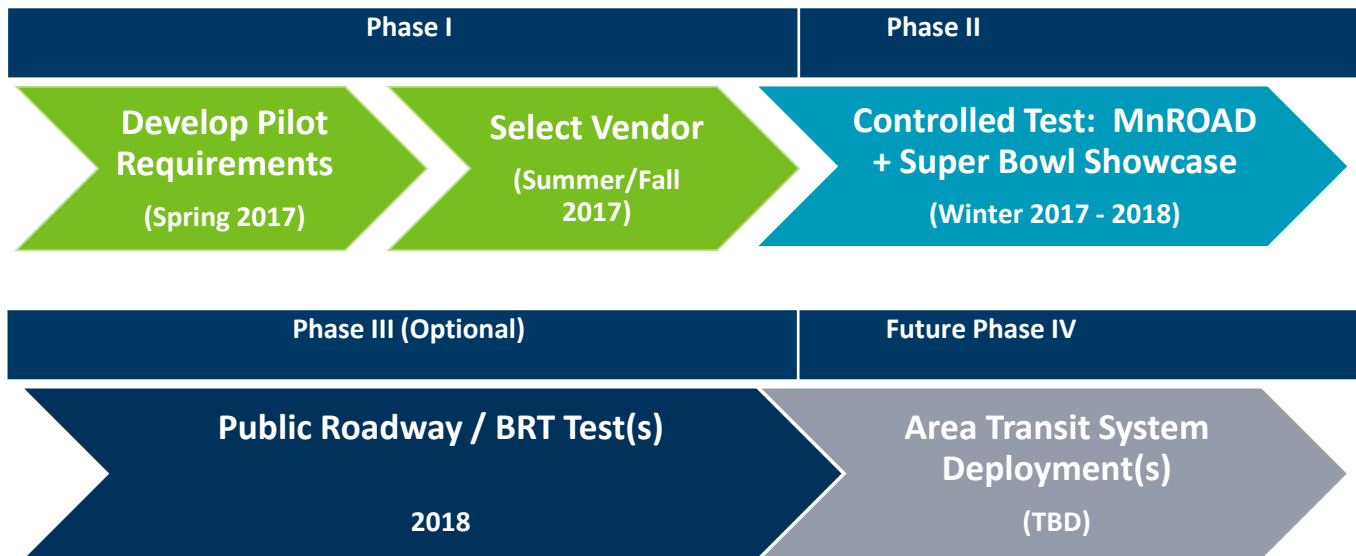 Phase I
Phase II
Develop Pilot
Requirements
(Spring 2017)
Select Vendor
(Summer/Fall
2017)
Controlled Test:  MnROAD
+ Super Bowl Showcase
(Winter 2017 - 2018)
Phase III (Optional)
Future Phase IV
Public Roadway / BRT Test(s)
2018
Area Transit System
Deployment(s)
(TBD)